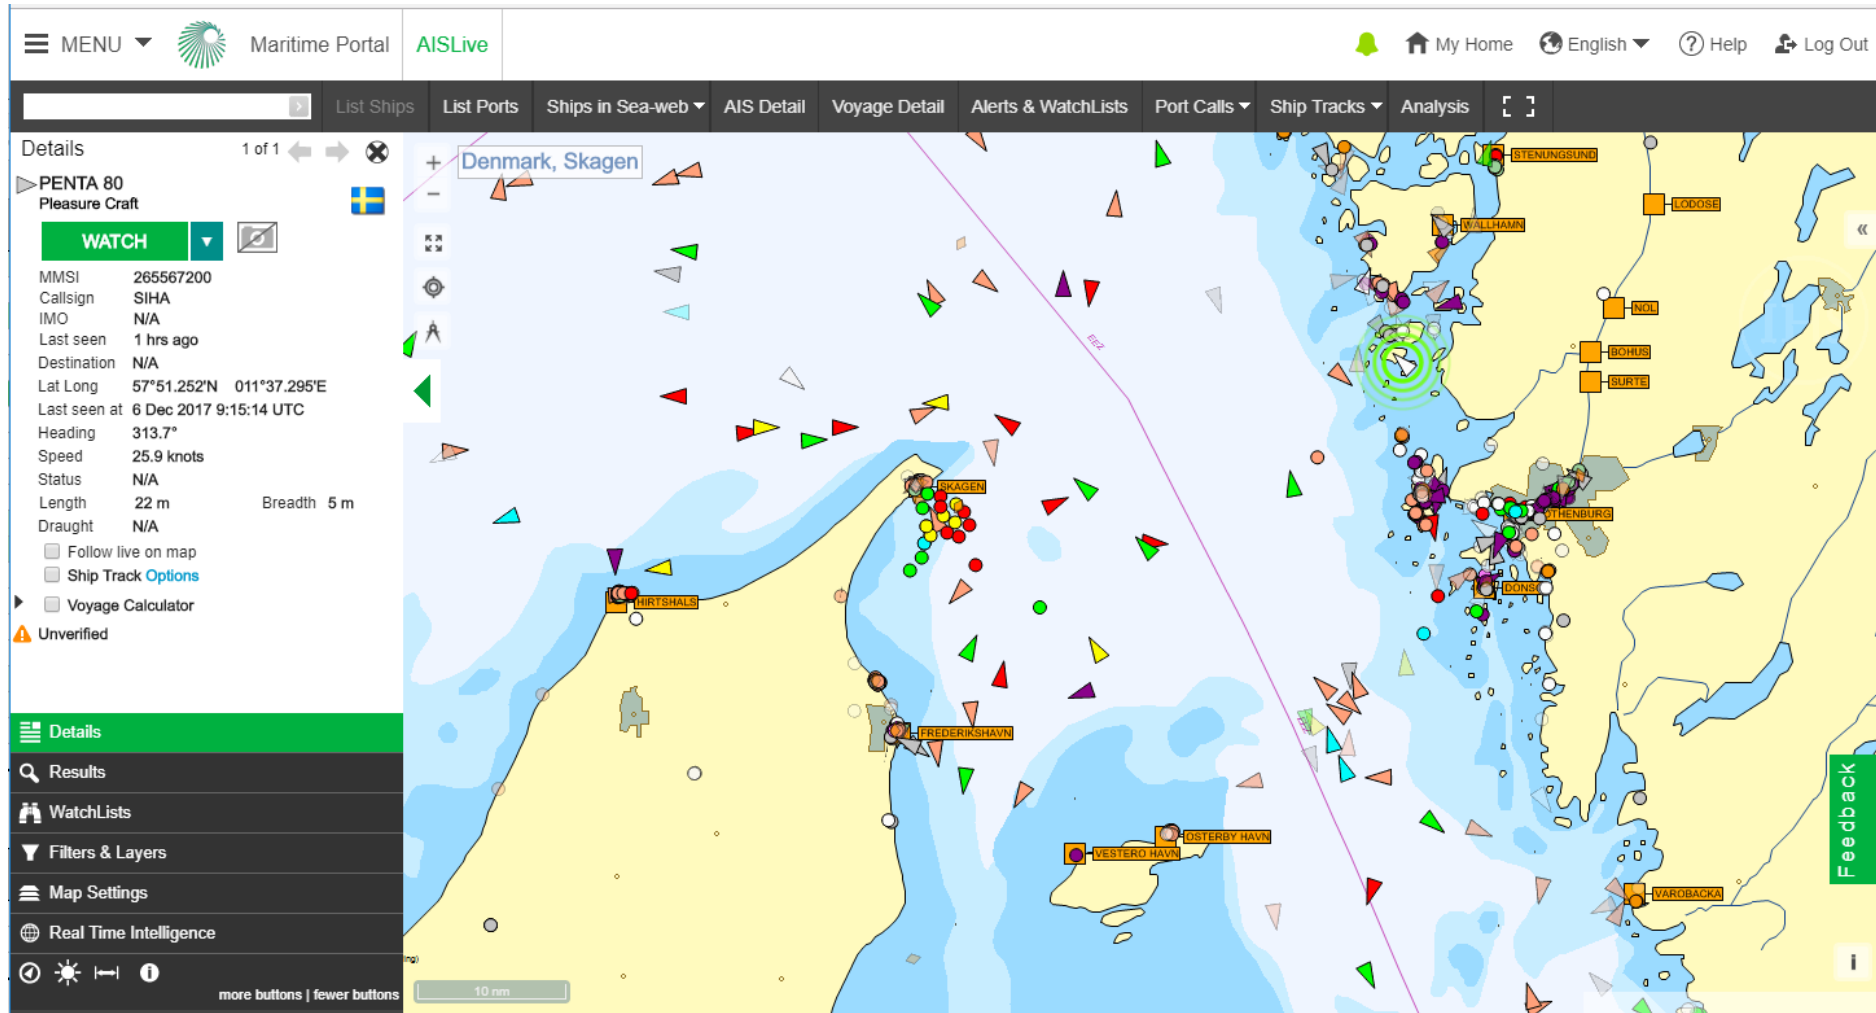 MENU
Maritime Portal
AISLive
My Home
English
? Help
Log Out
List Ships
List Ports
Ships in Sea-web
AIS Detail
Voyage Detail
Alerts & WatchLists
Port Calls
Ship Tracks
Analysis
Details
1 of 1
PENTA 80
Pleasure Craft
WATCH
MMSI 265567200
Callsign SIHA
IMO N/A
Last seen 1 hrs ago
Destination N/A
Lat Long 57°51.252'N 011°37.295'E
Last seen at 6 Dec 2017 9:15:14 UTC
Heading 313.7°
Speed 25.9 knots
Status N/A
Length 22 m Breadth 5 m
Draught N/A
Follow live on map
Ship Track Options
Voyage Calculator
Unverified
Details
Results
WatchLists
Filters & Layers
Map Settings
Real Time Intelligence
more buttons | fewer buttons
Denmark, Skagen
STENUNGSUND
LODOSE
WALLHAMN
NOL
EEZ
BOHUS
SURTE
SKAGEN
OTHENBURG
HIRTSHALS
DONSO
FREDERIKSHAVN
OSTERBY HAVN
VESTERO HAVN
VAROBACKA
ing)
10 nm
Feedback